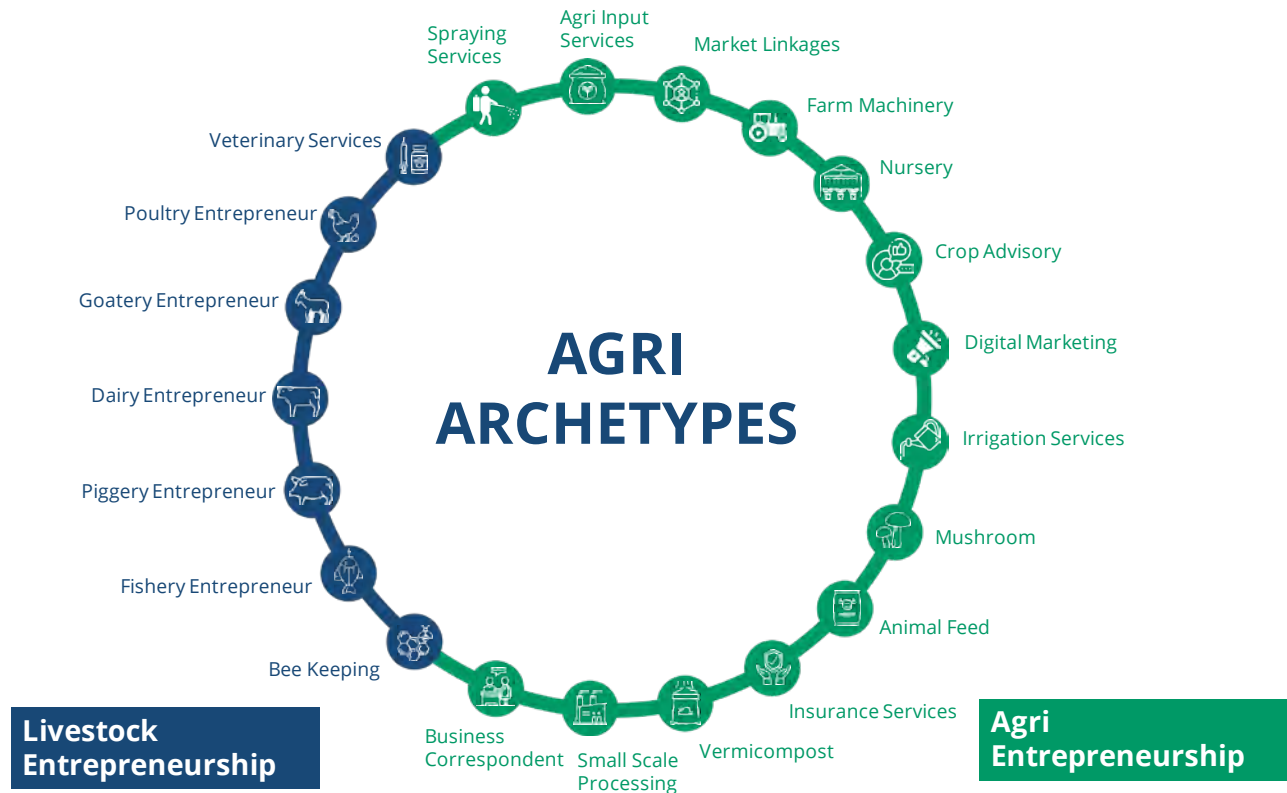 Agri Input
Services
Spraying
Services
Market Linkages
Farm Machinery
Veterinary Services
Nursery
Poultry Entrepreneur
Crop Advisory
Goatery Entrepreneur
AGRI
ARCHETYPES
Digital Marketing
Dairy Entrepreneur
Irrigation Services
Piggery Entrepreneur
Mushroom
Fishery Entrepreneur
Animal Feed
Bee Keeping
Insurance Services
Livestock
Entrepreneurship
Business
Correspondent
Small Scale
Processing
Vermicompost
Agri
Entrepreneurship